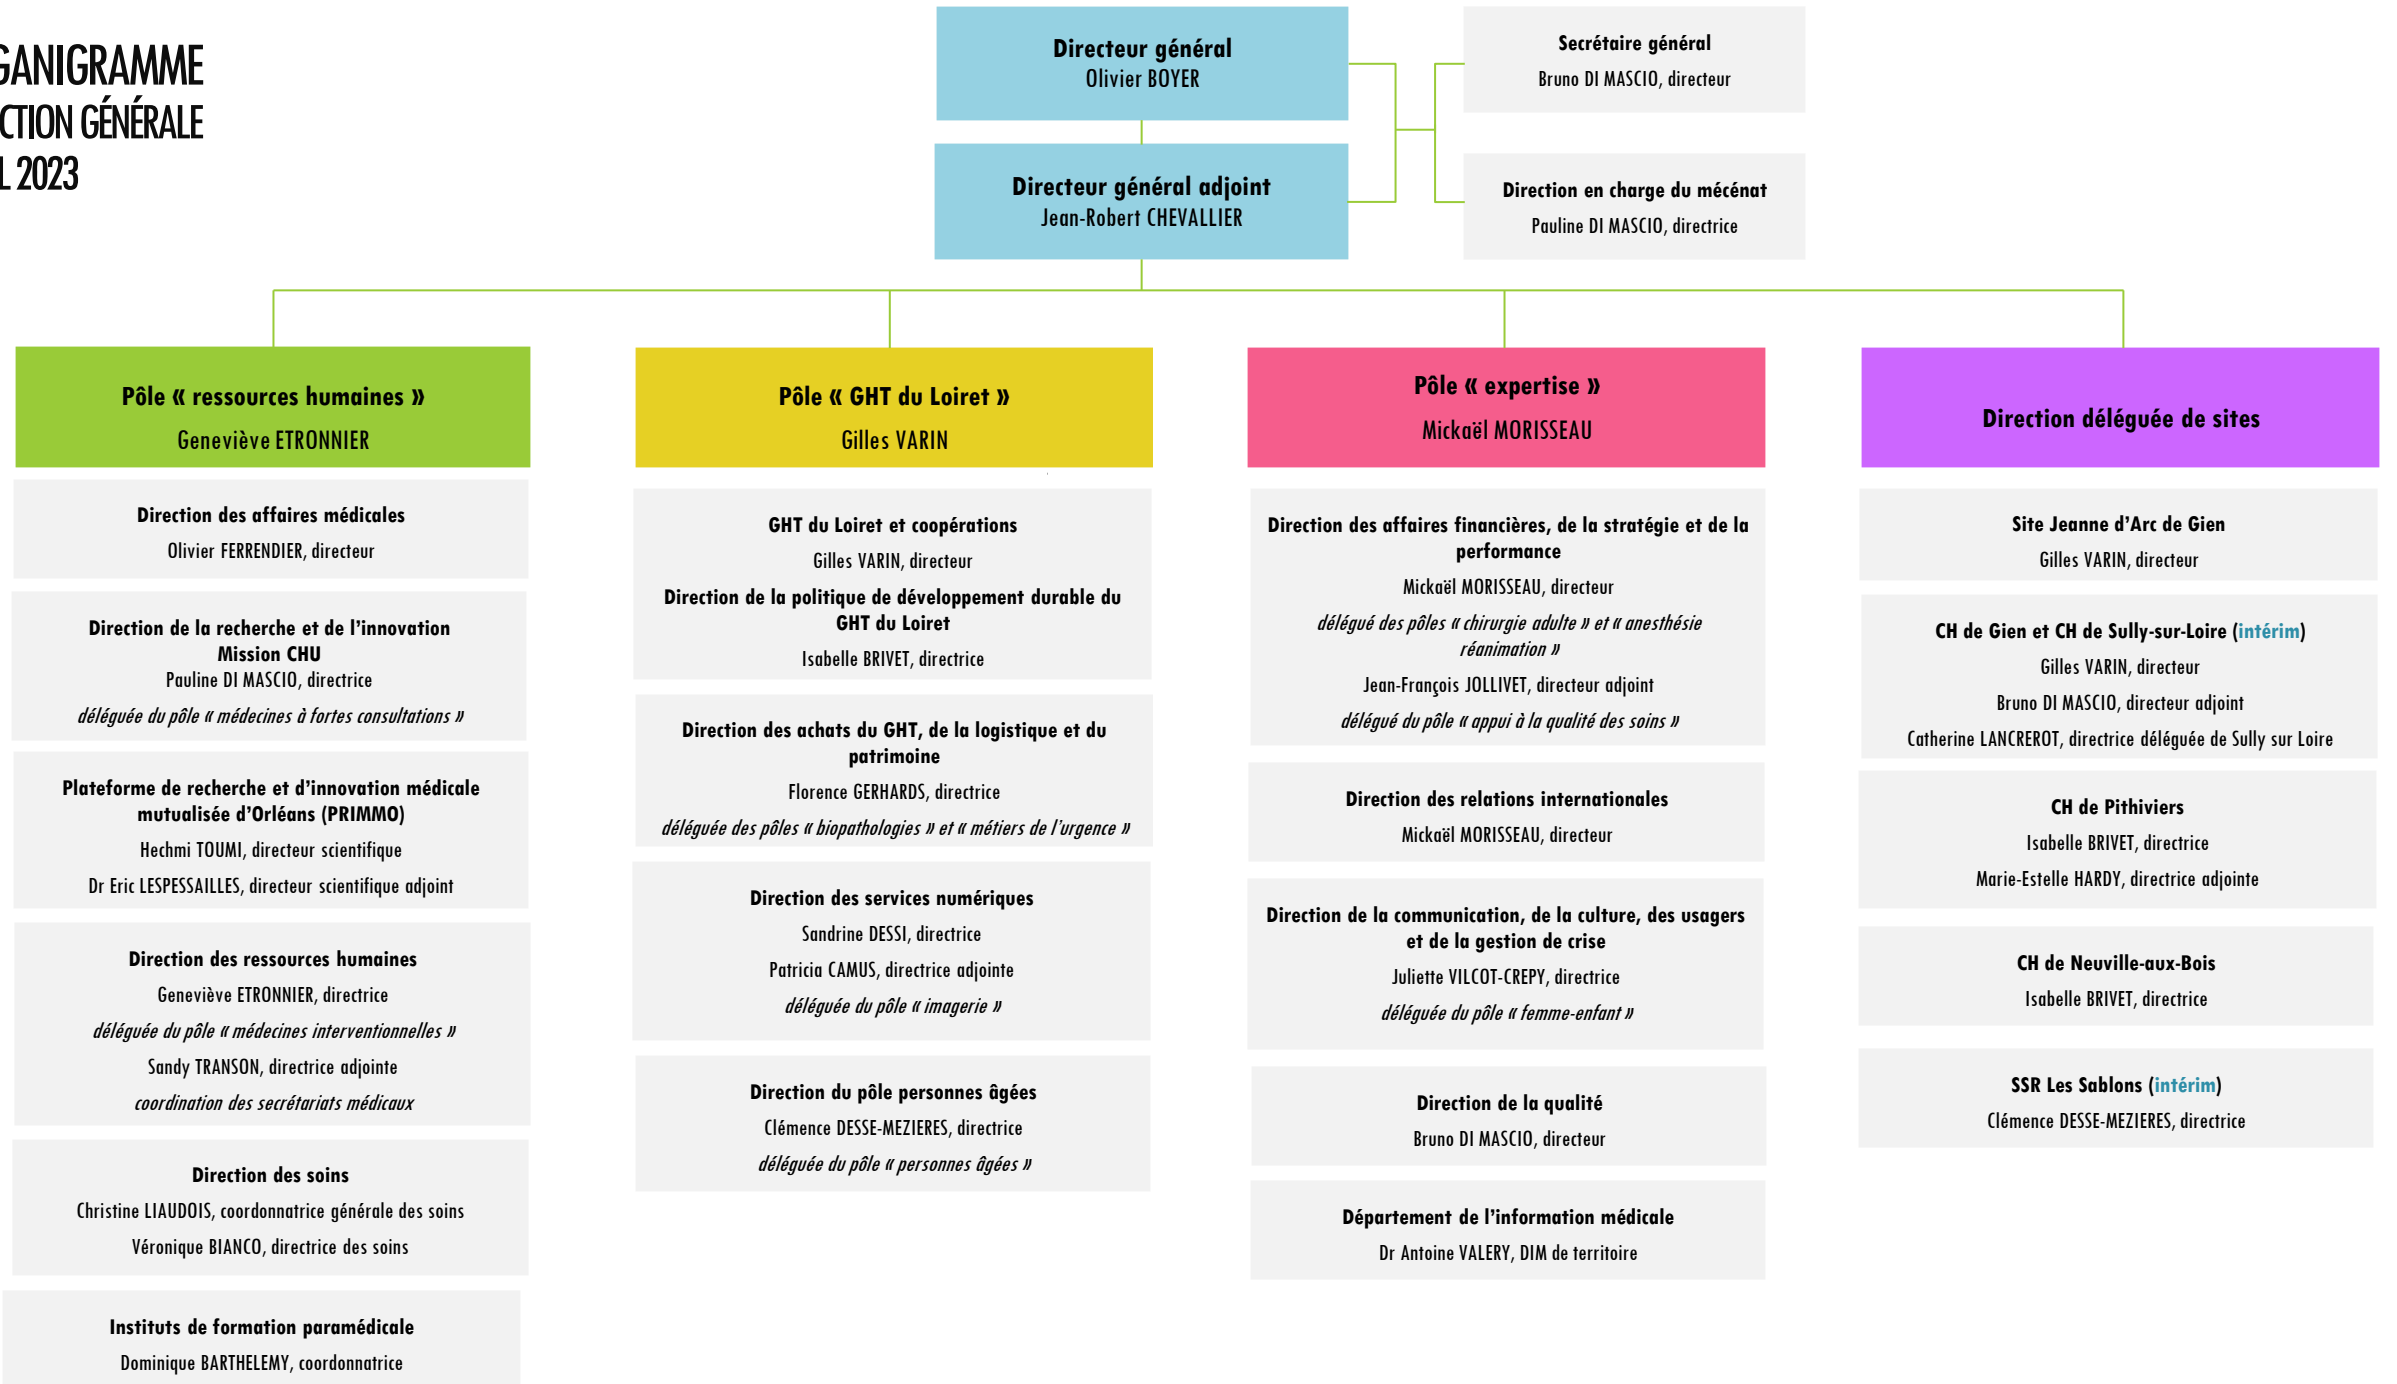 GANIGRAMME
CTION GÉNÉRALE
L 2023
Directeur général
Olivier BOYER
Directeur général adjoint
Jean-Robert CHEVALLIER
Secrétaire général
Bruno DI MASCIO, directeur
Direction en charge du mécénat
Pauline DI MASCIO, directrice
Pôle « ressources humaines »
Geneviève ETRONNIER
Direction des affaires médicales
Olivier FERRENDIER, directeur
Direction de la recherche et de l’innovation
Mission CHU
Pauline DI MASCIO, directrice
déléguée du pôle « médecines à fortes consultations »
Plateforme de recherche et d’innovation médicale
mutualisée d’Orléans (PRIMMO)
Hechmi TOUMI, directeur scientifique
Dr Eric LESPESSAILLES, directeur scientifique adjoint
Direction des ressources humaines
Geneviève ETRONNIER, directrice
déléguée du pôle « médecines interventionnelles »
Sandy TRANSON, directrice adjointe
coordination des secrétariats médicaux
Direction des soins
Christine LIAUDOIS, coordonnatrice générale des soins
Véronique BIANCO, directrice des soins
Instituts de formation paramédicale
Dominique BARTHELEMY, coordonnatrice
Pôle « GHT du Loiret »
Gilles VARIN
GHT du Loiret et coopérations
Gilles VARIN, directeur
Direction de la politique de développement durable du
GHT du Loiret
Isabelle BRIVET, directrice
Direction des achats du GHT, de la logistique et du
patrimoine
Florence GERHARDS, directrice
déléguée des pôles « biopathologies » et « métiers de l’urgence »
Direction des services numériques
Sandrine DESSI, directrice
Patricia CAMUS, directrice adjointe
déléguée du pôle « imagerie »
Direction du pôle personnes âgées
Clémence DESSE-MEZIERES, directrice
déléguée du pôle « personnes âgées »
Pôle « expertise »
Mickaël MORISSEAU
Direction des affaires financières, de la stratégie et de la
performance
Mickaël MORISSEAU, directeur
délégué des pôles « chirurgie adulte » et « anesthésie
réanimation »
Jean-François JOLLIVET, directeur adjoint
délégué du pôle « appui à la qualité des soins »
Direction des relations internationales
Mickaël MORISSEAU, directeur
Direction de la communication, de la culture, des usagers
et de la gestion de crise
Juliette VILCOT-CREPY, directrice
déléguée du pôle « femme-enfant »
Direction de la qualité
Bruno DI MASCIO, directeur
Département de l’information médicale
Dr Antoine VALERY, DIM de territoire
Direction déléguée de sites
Site Jeanne d’Arc de Gien
Gilles VARIN, directeur
CH de Gien et CH de Sully-sur-Loire (intérim)
Gilles VARIN, directeur
Bruno DI MASCIO, directeur adjoint
Catherine LANCREROT, directrice déléguée de Sully sur Loire
CH de Pithiviers
Isabelle BRIVET, directrice
Marie-Estelle HARDY, directrice adjointe
CH de Neuville-aux-Bois
Isabelle BRIVET, directrice
SSR Les Sablons (intérim)
Clémence DESSE-MEZIERES, directrice